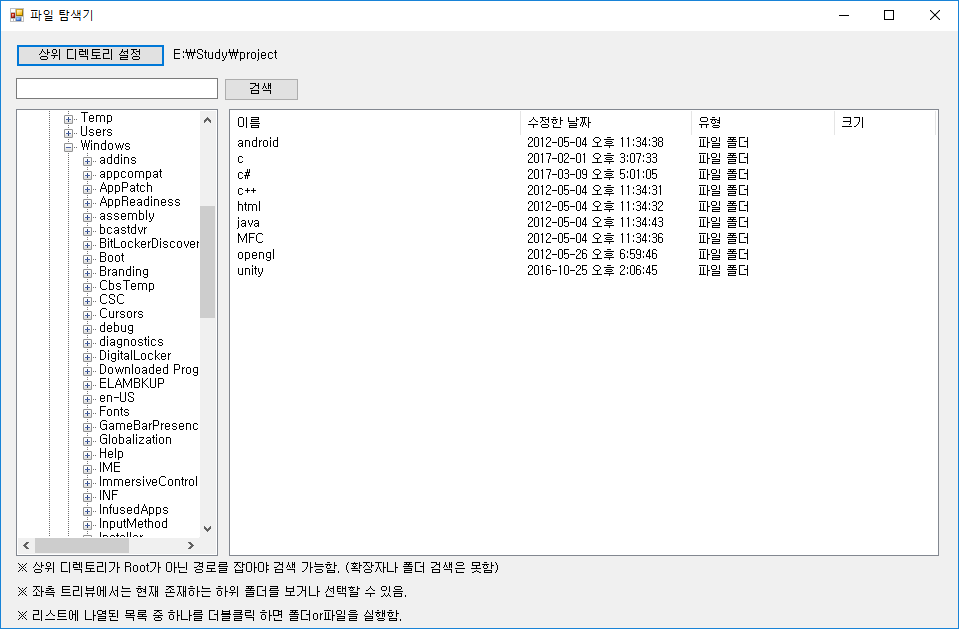 파일 탐색기
상위 디렉토리 설정 E:₩Study₩project
검색
Temp
Users
Windows
addins
appcompat
AppPatch
AppReadiness
assembly
bcastdvr
BitLockerDiscover
Boot
Branding
CbsTemp
CSC
Cursors
debug
diagnostics
DigitalLocker
Downloaded Prog
ELAMBKUP
en-US
Fonts
GameBarPresenc
Globalization
Help
IME
ImmersiveControl
INF
InfusedApps
InputMethod
Installer
이름 수정한 날짜 유형 크기
android 2012-05-04 오후 11:34:38 파일 폴더
c 2017-02-01 오후 3:07:33 파일 폴더
c# 2017-03-09 오후 5:01:05 파일 폴더
c++ 2012-05-04 오후 11:34:31 파일 폴더
html 2012-05-04 오후 11:34:32 파일 폴더
java 2012-05-04 오후 11:34:43 파일 폴더
MFC 2012-05-04 오후 11:34:36 파일 폴더
opengl 2012-05-26 오후 6:59:46 파일 폴더
unity 2016-10-25 오후 2:06:45 파일 폴더
※ 상위 디렉토리가 Root가 아닌 경로를 잡아야 검색 가능함. (확장자나 폴더 검색은 못함)
※ 좌측 트리뷰에서는 현재 존재하는 하위 폴더를 보거나 선택할 수 있음.
※ 리스트에 나열된 목록 중 하나를 더블클릭 하면 폴더or파일을 실행함.